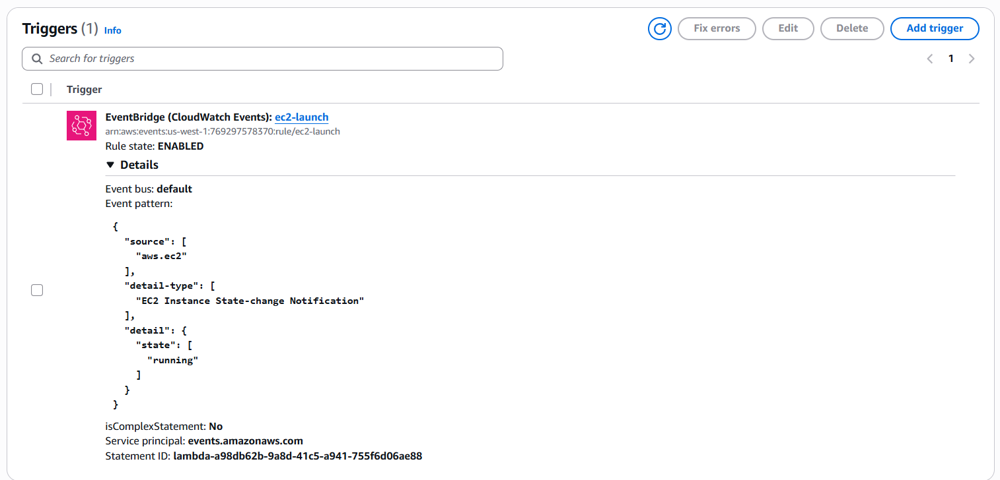 Triggers (1) Info
Fix errors
Edit
Delete
Add trigger
Search for triggers
1
Trigger
EventBridge (CloudWatch Events): ec2-launch
arn:aws:events:us-west-1:769297578370:rule/ec2-launch
Rule state: ENABLED
Details
Event bus: default
Event pattern:
{
  "source": [
    "aws.ec2"
  ],
  "detail-type": [
    "EC2 Instance State-change Notification"
  ],
  "detail": {
    "state": [
      "running"
    ]
  }
}
isComplexStatement: No
Service principal: events.amazonaws.com
Statement ID: lambda-a98db62b-9a8d-41c5-a941-755f6d06ae88